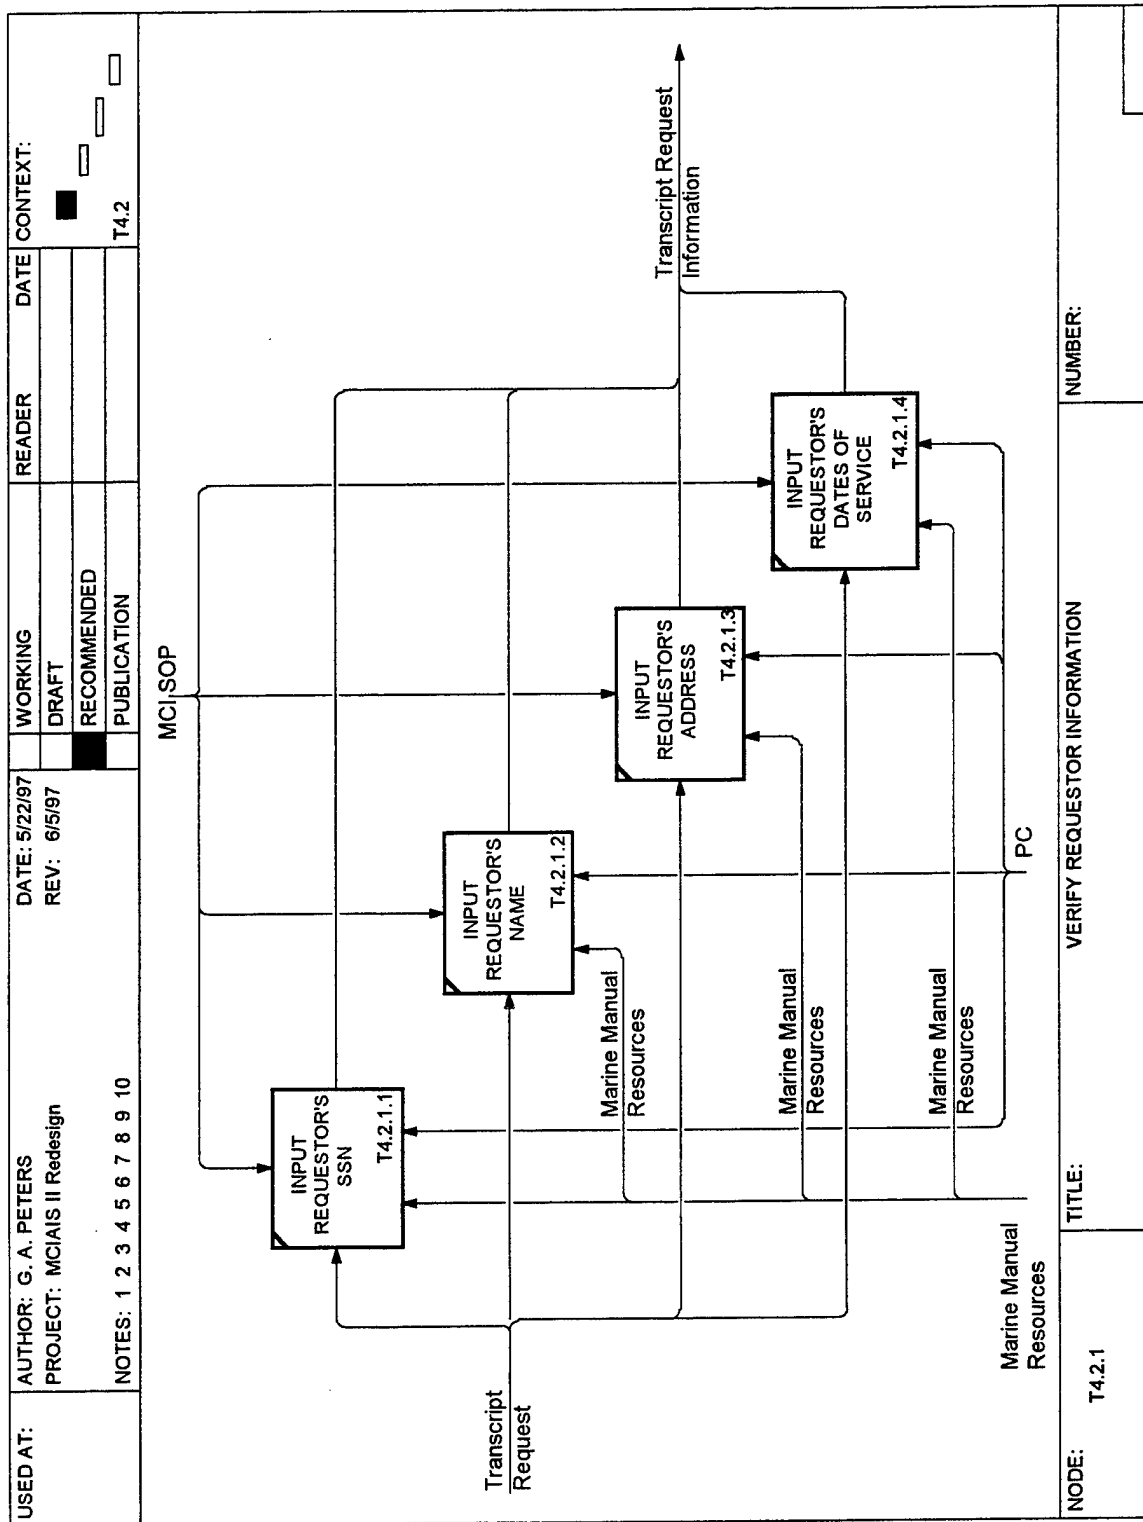 USED AT:
AUTHOR: G. A. PETERS
PROJECT: MCIAIS II Redesign
NOTES: 1 2 3 4 5 6 7 8 9 10
DATE: 5/22/97
REV: 6/5/97
WORKING
DRAFT
RECOMMENDED
PUBLICATION
READER
DATE
CONTEXT:
T4.2
MCI SOP
INPUT
REQUESTOR'S
SSN
T4.2.1.1
INPUT
REQUESTOR'S
NAME
T4.2.1.2
INPUT
REQUESTOR'S
ADDRESS
T4.2.1.3
INPUT
REQUESTOR'S
DATES OF
SERVICE
T4.2.1.4
Transcript
Request
Transcript Request
Information
Marine Manual
Resources
Marine Manual
Resources
Marine Manual
Resources
Marine Manual
Resources
PC
NODE:
T4.2.1
TITLE:
VERIFY REQUESTOR INFORMATION
NUMBER: